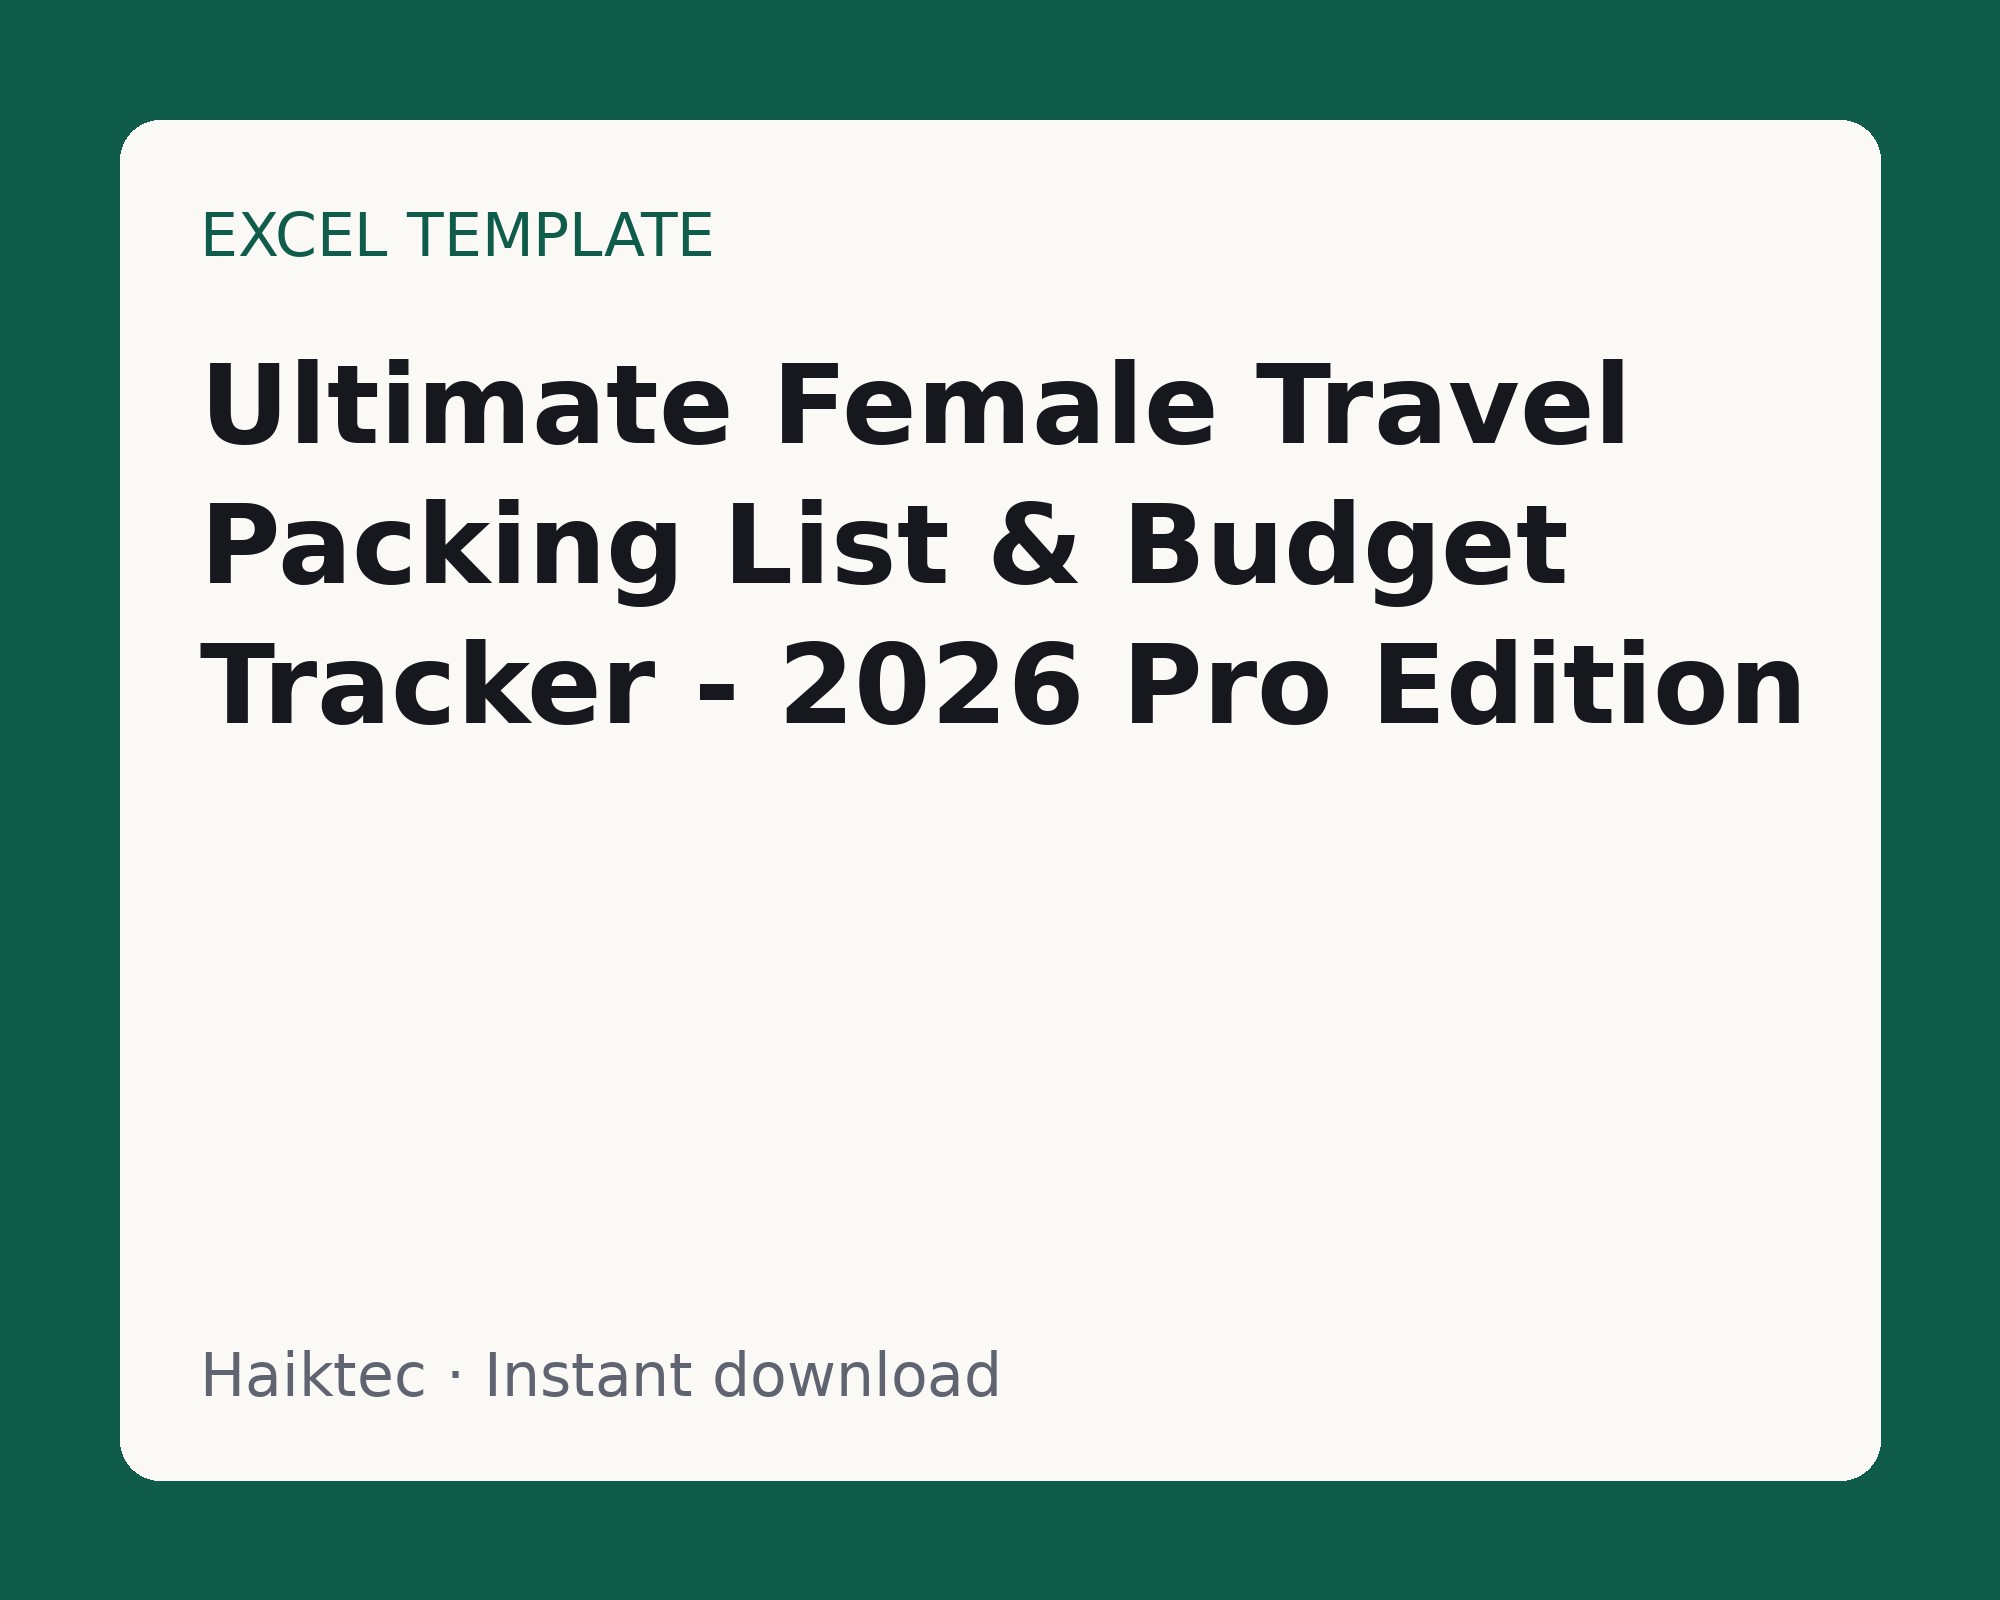 EXCEL TEMPLATE
Ultimate Female Travel
Packing List & Budget
Tracker - 2026 Pro Edition
Haiktec · Instant download